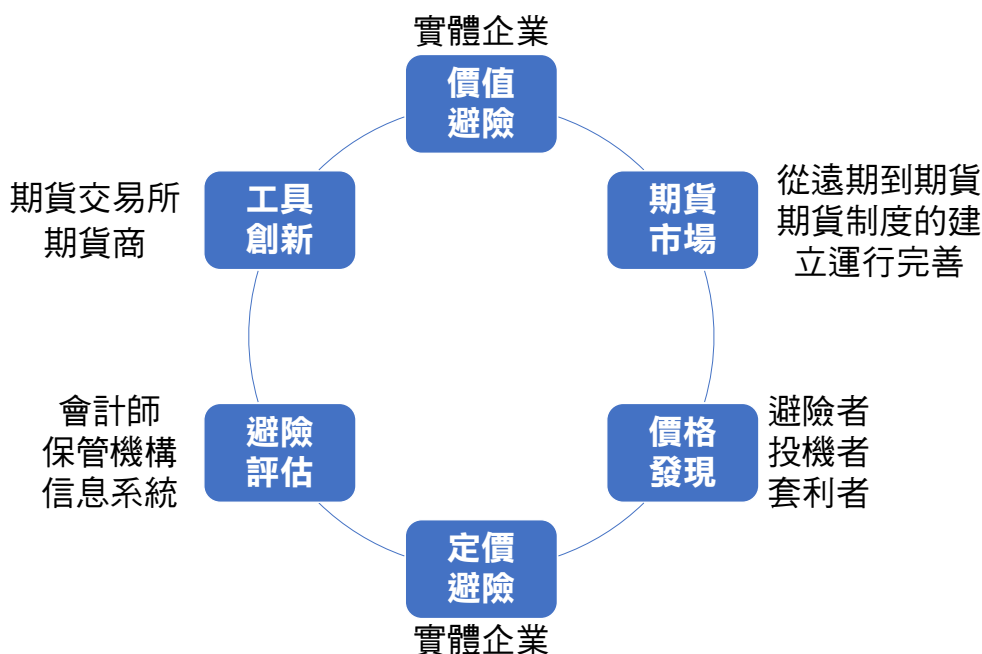 實體企業
價值
避險
期貨
市場
從遠期到期貨
期貨制度的建
立運行完善
價格
發現
避險者
投機者
套利者
定價
避險
實體企業
避險
評估
會計師
保管機構
信息系統
工具
創新
期貨交易所
期貨商